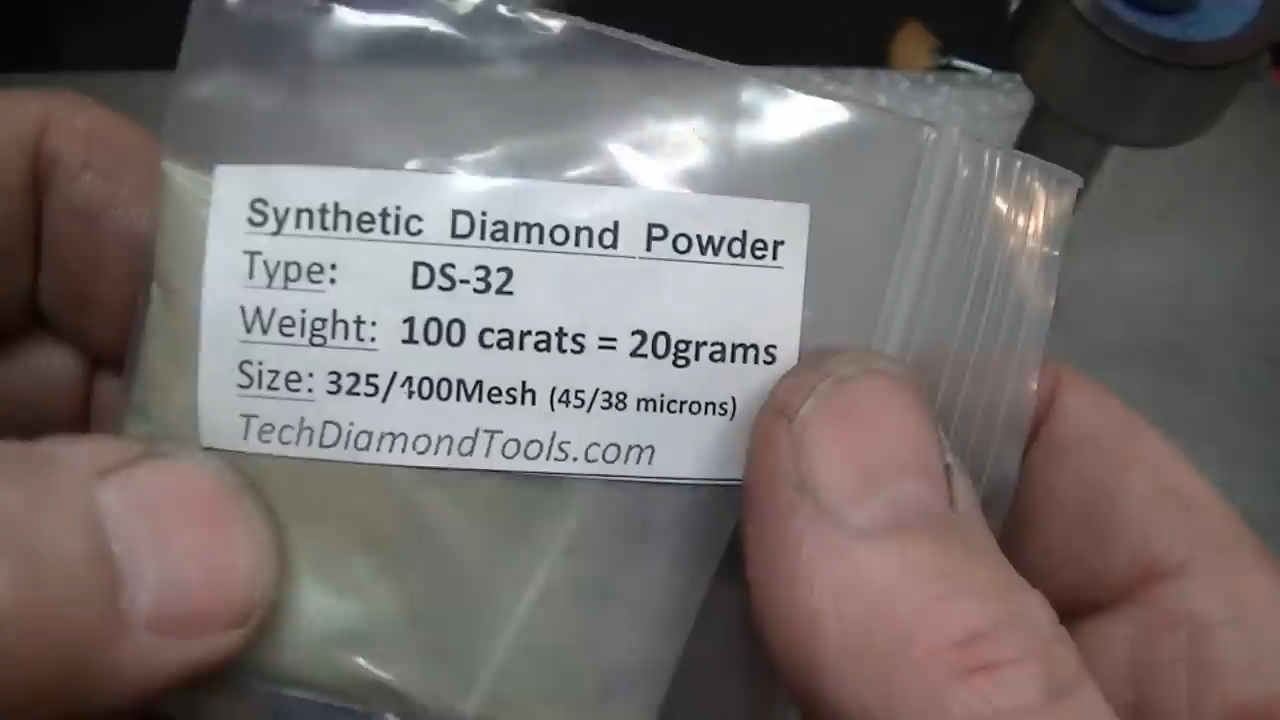 Synthetic Diamond Powder
Type: DS-32
Weight: 100 carats = 20grams
Size: 325/400Mesh (45/38 microns)
TechDiamondTools.com